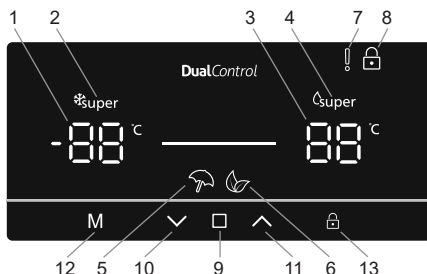 1 2 3 4 7 8
DualControl
super super
-88 °C 88 °C
M
12 5 10 9 11 6 13